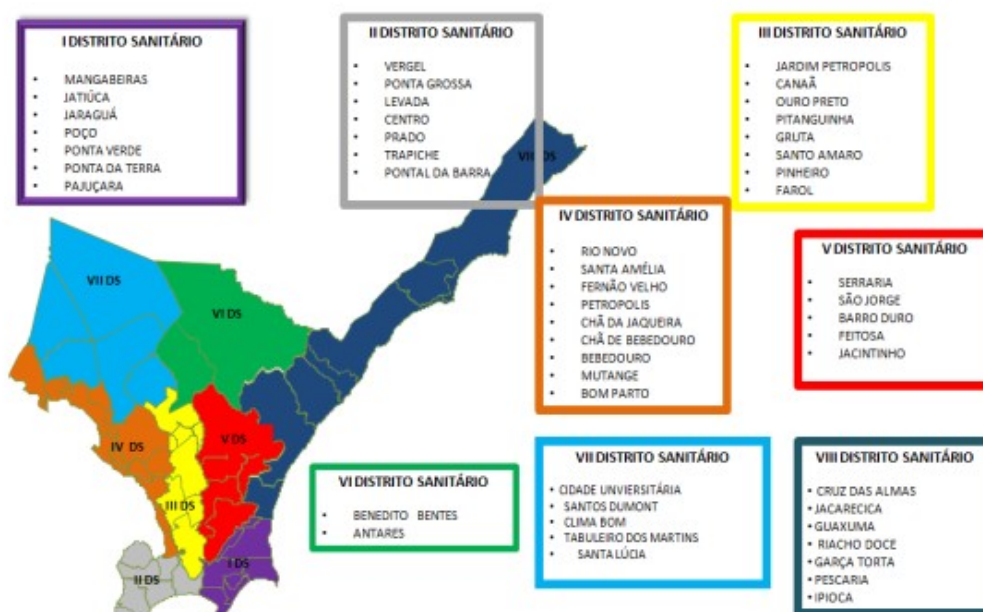 I DISTRITO SANITÁRIO
• MANGABEIRAS
• JATIÚCA
• JARAGUÁ
• POÇO
• PONTA VERDE
• PONTA DA TERRA
• PAJUÇARA
II DISTRITO SANITÁRIO
• VERGEL
• PONTA GROSSA
• LEVADA
• CENTRO
• PRADO
• TRAPICHE
• PONTAL DA BARRA
III DISTRITO SANITÁRIO
• JARDIM PETROPOLIS
• CANAÃ
• OURO PRETO
• PITANGUINHA
• GRUTA
• SANTO AMARO
• PINHEIRO
• FAROL
IV DISTRITO SANITÁRIO
• RIO NOVO
• SANTA AMÉLIA
• FERNÃO VELHO
• PETROPOLIS
• CHÃ DA JAQUEIRA
• CHÃ DE BEBEDOURO
• BEBEDOURO
• MUTANGE
• BOM PARTO
V DISTRITO SANITÁRIO
• SERRARIA
• SÃO JORGE
• BARRO DURO
• FEITOSA
• JACINTINHO
VI DISTRITO SANITÁRIO
• BENEDITO BENTES
• ANTARES
VII DISTRITO SANITÁRIO
• CIDADE UNVIERSITÁRIA
• SANTOS DUMONT
• CLIMA BOM
• TABULEIRO DOS MARTINS
• SANTA LÚCIA
VIII DISTRITO SANITÁRIO
• CRUZ DAS ALMAS
• JACARECICA
• GUAXUMA
• RIACHO DOCE
• GARÇA TORTA
• PESCARIA
• IPIOCA
VIII DS
VII DS
VI DS
IV DS
V DS
III DS
I DS
II DS